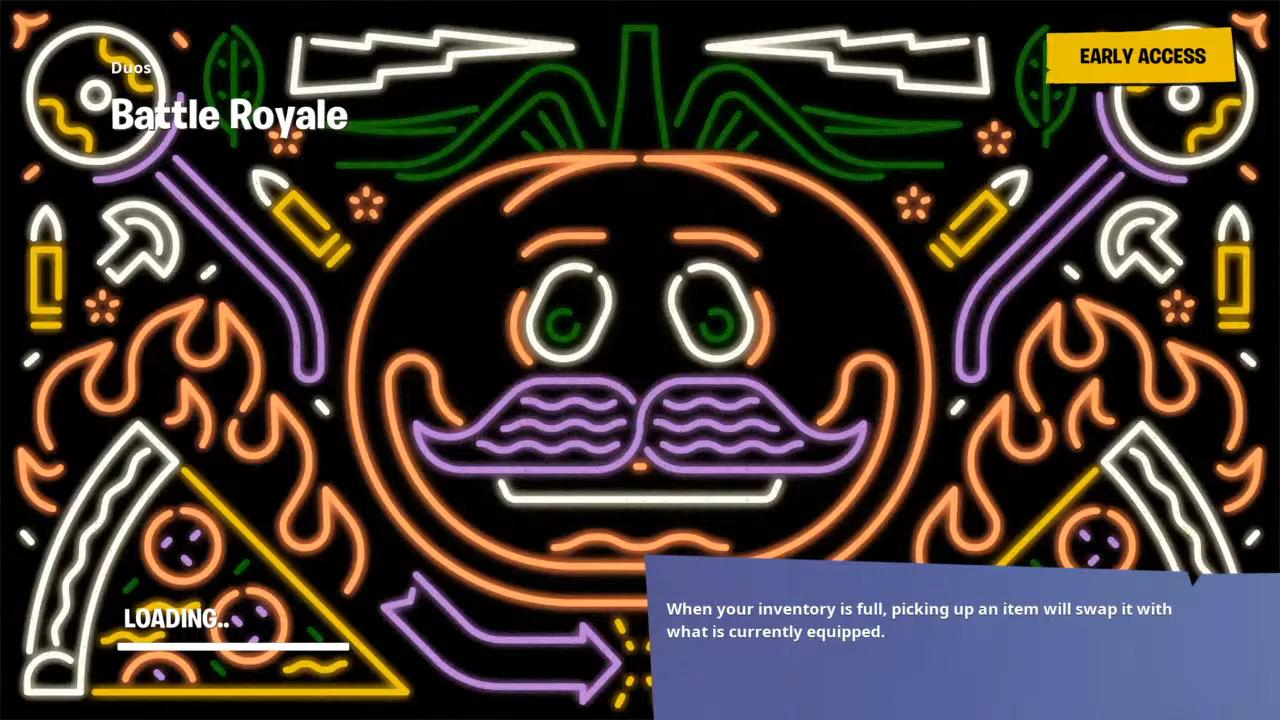 Duos
Battle Royale
EARLY ACCESS
LOADING..
When your inventory is full, picking up an item will swap it with
what is currently equipped.